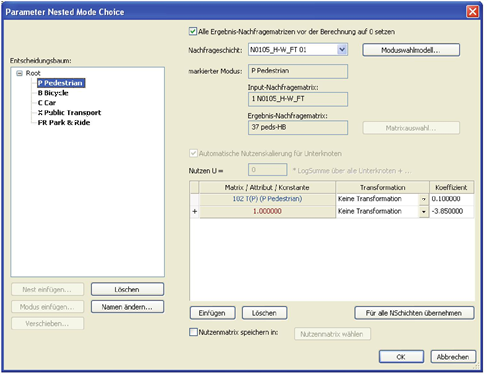 Parameter Nested Mode Choice
Alle Ergebnis-Nachfragematrizen vor der Berechnung auf 0 setzen
Nachfrageschicht: N0105_H-W_FT 01 Moduswahlmodell...
Entscheidungsbaum:
Root
P Pedestrian
B Bicycle
C Car
X Public Transport
FR Park & Ride
markierter Modus: P Pedestrian
Input-Nachfragematrix:
1 N0105_H-W_FT
Ergebnis-Nachfragematrix:
37 peds-HB Matrixauswahl ...
Automatische Nutzenskalierung für Unterknoten
Nutzen U = 0 * LogSumme über alle Unterknoten + ...
Matrix / Attribut / Konstante Transformation Koeffizient
102 T(P) (P Pedestrian) Keine Transformation 0.100000
+ 1.000000 Keine Transformation -3.850000
Nest einfügen... Löschen
Modus einfügen... Namen ändern...
Verschieben...
Einfügen Löschen Für alle NSchichten übernehmen
Nutzenmatrix speichern in: Nutzenmatrix wählen
OK Abbrechen